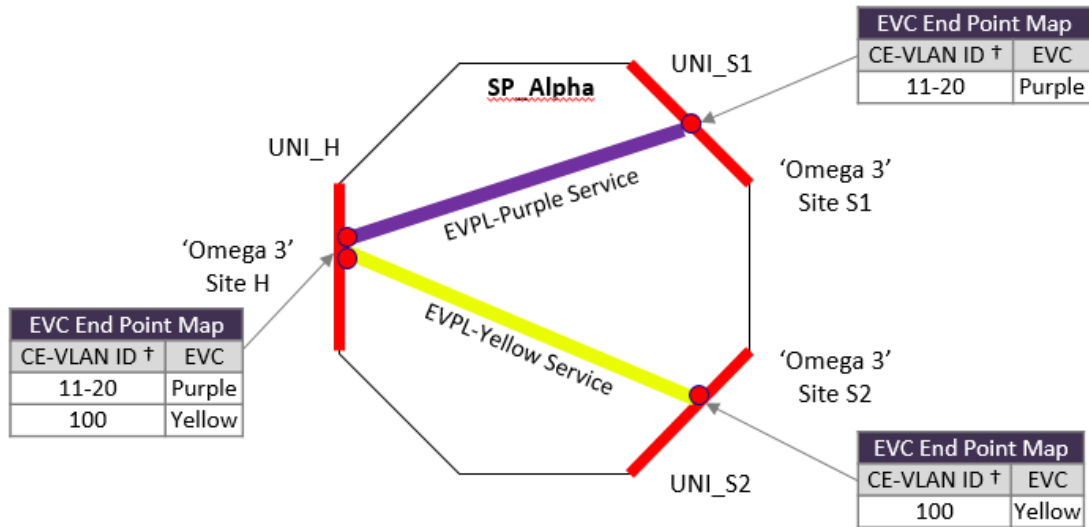 EVC End Point Map
CE-VLAN ID † EVC
11-20 Purple
UNI_S1
SP_Alpha
UNI_H
'Omega 3'
Site S1
EVPL-Purple Service
'Omega 3'
Site H
EVPL-Yellow Service
EVC End Point Map
CE-VLAN ID † EVC
11-20 Purple
100 Yellow
'Omega 3'
Site S2
UNI_S2
EVC End Point Map
CE-VLAN ID † EVC
100 Yellow